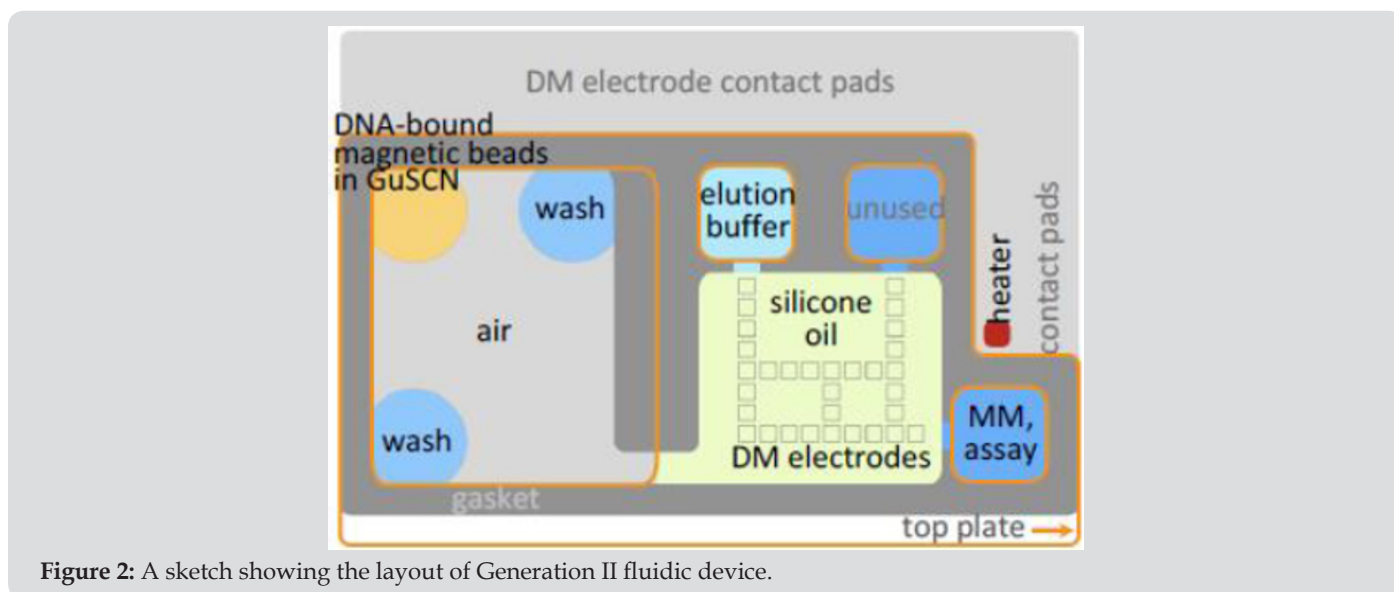 DM electrode contact pads
DNA-bound
magnetic beads
in GuSCN
wash
elution
buffer
unused
heater
contact pads
silicone
oil
air
wash
MM,
assay
DM electrodes
gasket
top plate
Figure 2: A sketch showing the layout of Generation II fluidic device.